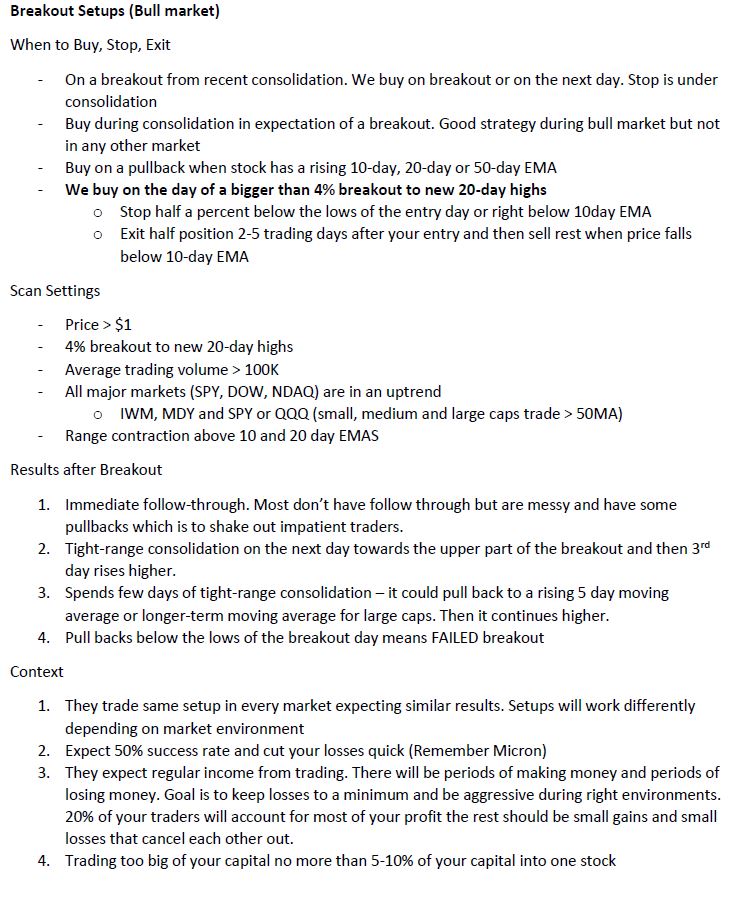 Breakout Setups (Bull market)
When to Buy, Stop, Exit
- On a breakout from recent consolidation. We buy on breakout or on the next day. Stop is under
consolidation
- Buy during consolidation in expectation of a breakout. Good strategy during bull market but not
in any other market
- Buy on a pullback when stock has a rising 10-day, 20-day or 50-day EMA
- We buy on the day of a bigger than 4% breakout to new 20-day highs
o Stop half a percent below the lows of the entry day or right below 10day EMA
o Exit half position 2-5 trading days after your entry and then sell rest when price falls
below 10-day EMA
Scan Settings
- Price > $1
- 4% breakout to new 20-day highs
- Average trading volume > 100K
- All major markets (SPY, DOW, NDAQ) are in an uptrend
o IWM, MDY and SPY or QQQ (small, medium and large caps trade > 50MA)
- Range contraction above 10 and 20 day EMAS
Results after Breakout
1. Immediate follow-through. Most don’t have follow through but are messy and have some
pullbacks which is to shake out impatient traders.
2. Tight-range consolidation on the next day towards the upper part of the breakout and then 3rd
day rises higher.
3. Spends few days of tight-range consolidation – it could pull back to a rising 5 day moving
average or longer-term moving average for large caps. Then it continues higher.
4. Pull backs below the lows of the breakout day means FAILED breakout
Context
1. They trade same setup in every market expecting similar results. Setups will work differently
depending on market environment
2. Expect 50% success rate and cut your losses quick (Remember Micron)
3. They expect regular income from trading. There will be periods of making money and periods of
losing money. Goal is to keep losses to a minimum and be aggressive during right environments.
20% of your traders will account for most of your profit the rest should be small gains and small
losses that cancel each other out.
4. Trading too big of your capital no more than 5-10% of your capital into one stock